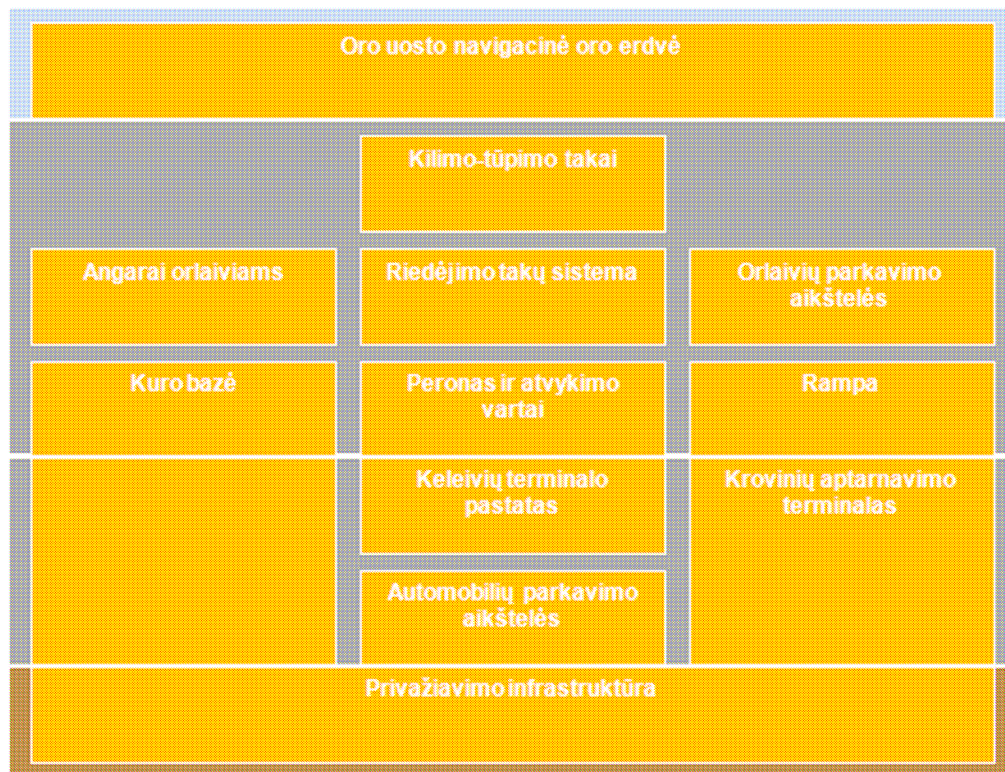 Oro uosto navigacinė oro erdvė
Kilimo-tūpimo takai
Angarai orlaiviams
Riedėjimo takų sistema
Orlaivių parkavimo
aikštelės
Kuro bazė
Peronas ir atvykimo
vartai
Rampa
Keleivių terminalo
pastatas
Krovinių aptarnavimo
terminalas
Automobilių parkavimo
aikštelės
Privažiavimo infrastruktūra